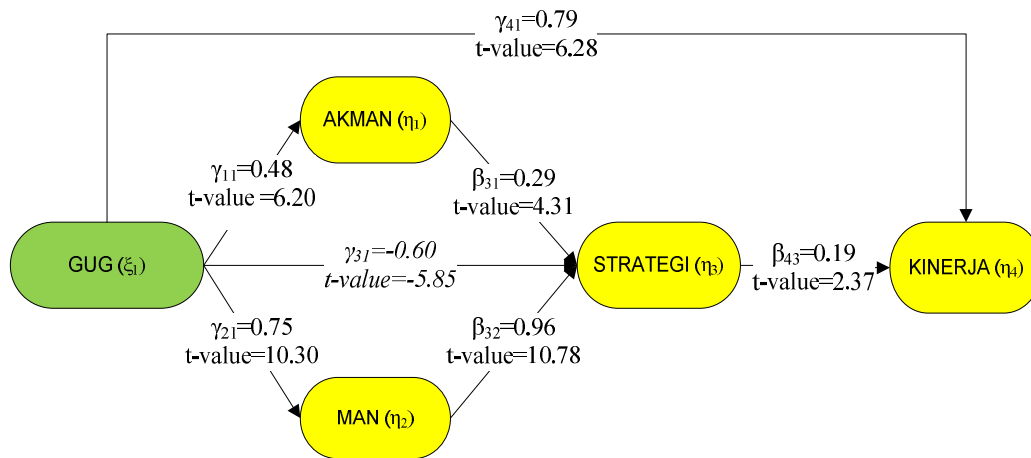 γ41=0.79
t-value=6.28
AKMAN (η1)
γ11=0.48
t-value =6.20
β31=0.29
t-value=4.31
GUG (ξ1)
γ31=-0.60
t-value=-5.85
STRATEGI (η3)
β43=0.19
t-value=2.37
KINERJA (η4)
γ21=0.75
t-value=10.30
β32=0.96
t-value=10.78
MAN (η2)